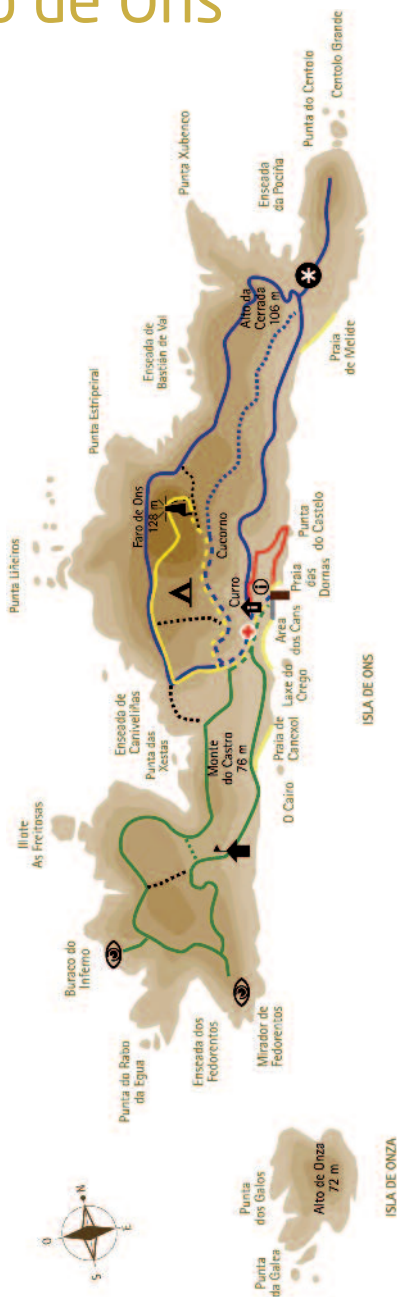 o de Ons
Punta do Centolo
Centolo Grande
Punta Xubenco
Enseada
da Pociña
Alto da
Cerrada
106 m
Praia
de Melide
Enseada de
Bastián de Val
Punta Estripeiral
Faro de Ons
128 m
Cucorno
Curro
Punta
do Castelo
Praia
das
Dornas
Area
dos Cans
Laxe do
Crego
Praia de
Canexol
O Cairo
ISLA DE ONS
Punta Liñeiros
Enseada de
Caniveliñas
Punta das
Xestas
Monte
do Castro
76 m
Illote
As Freitosas
Buraco do
Inferno
Punta do Rabo
da Egua
Enseada dos
Fedorentos
Mirador de
Fedorentos
O
N
S
E
Punta
dos Galos
Alto de Onza
72 m
Punta
da Galea
ISLA DE ONZA